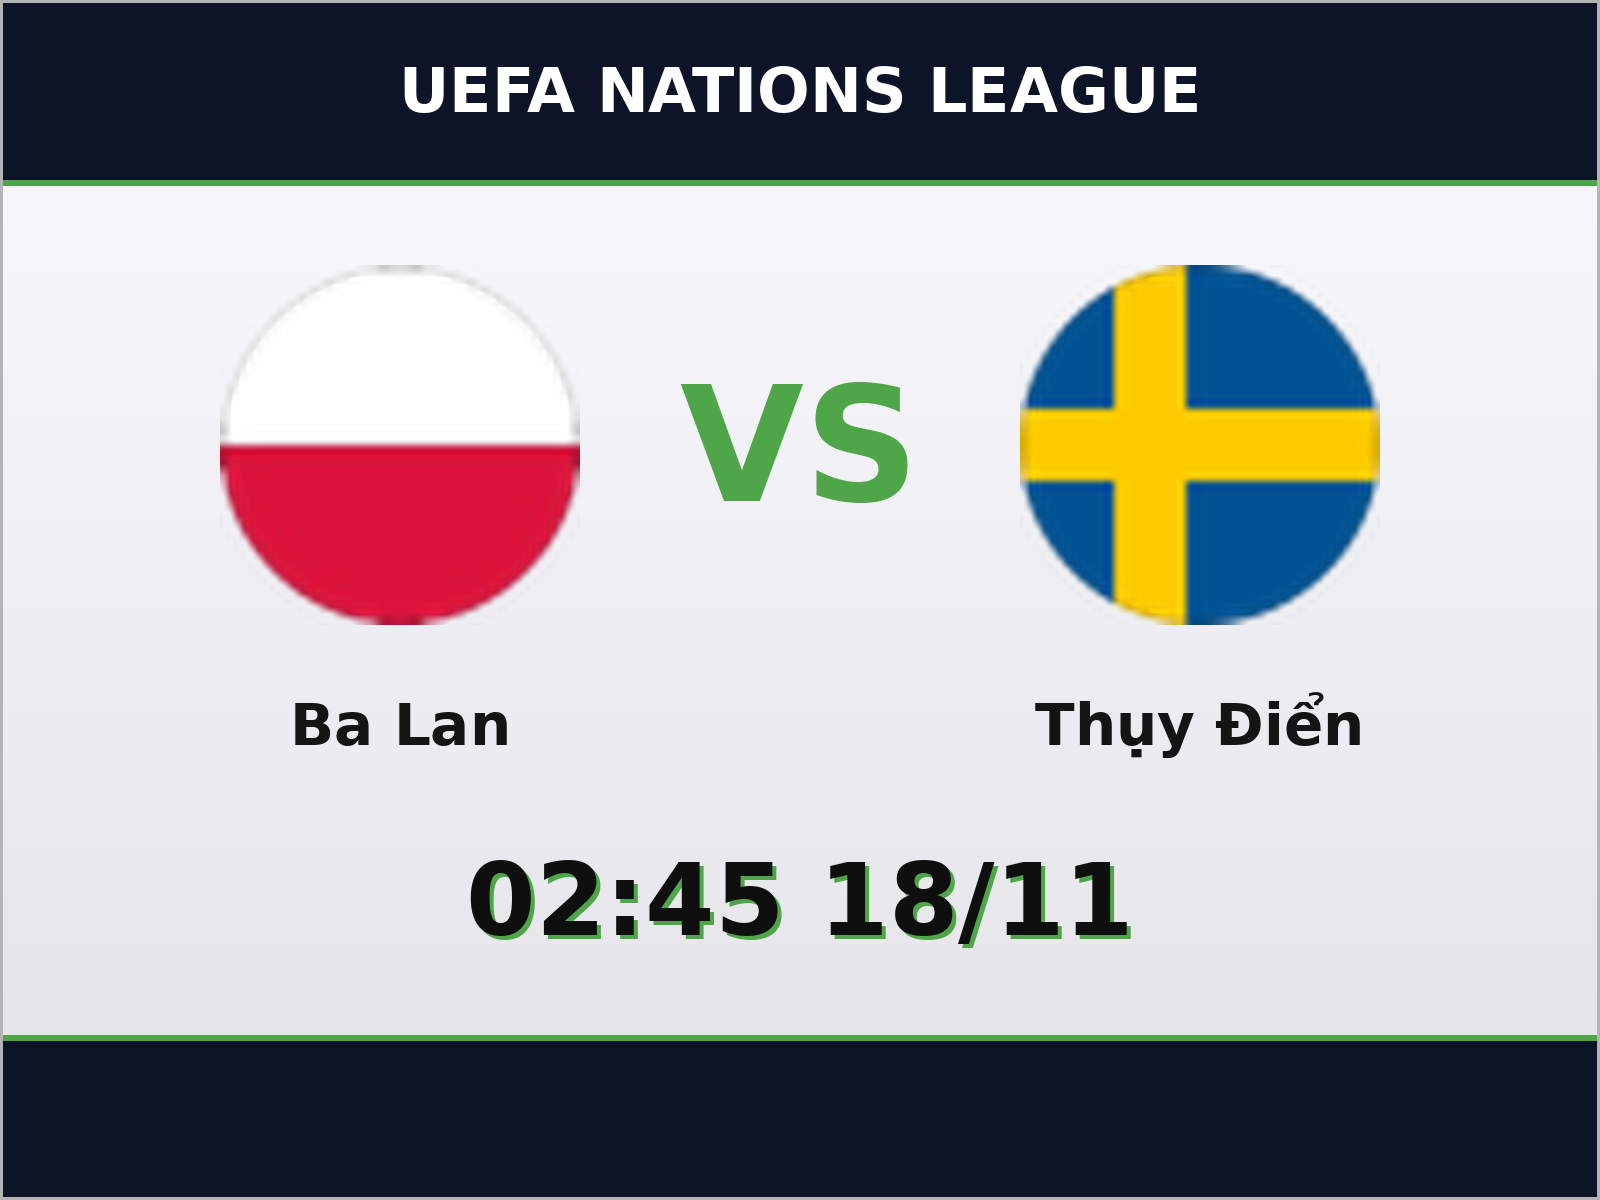 UEFA NATIONS LEAGUE
VS
Ba Lan
Thụy Điển
02:45 18/11